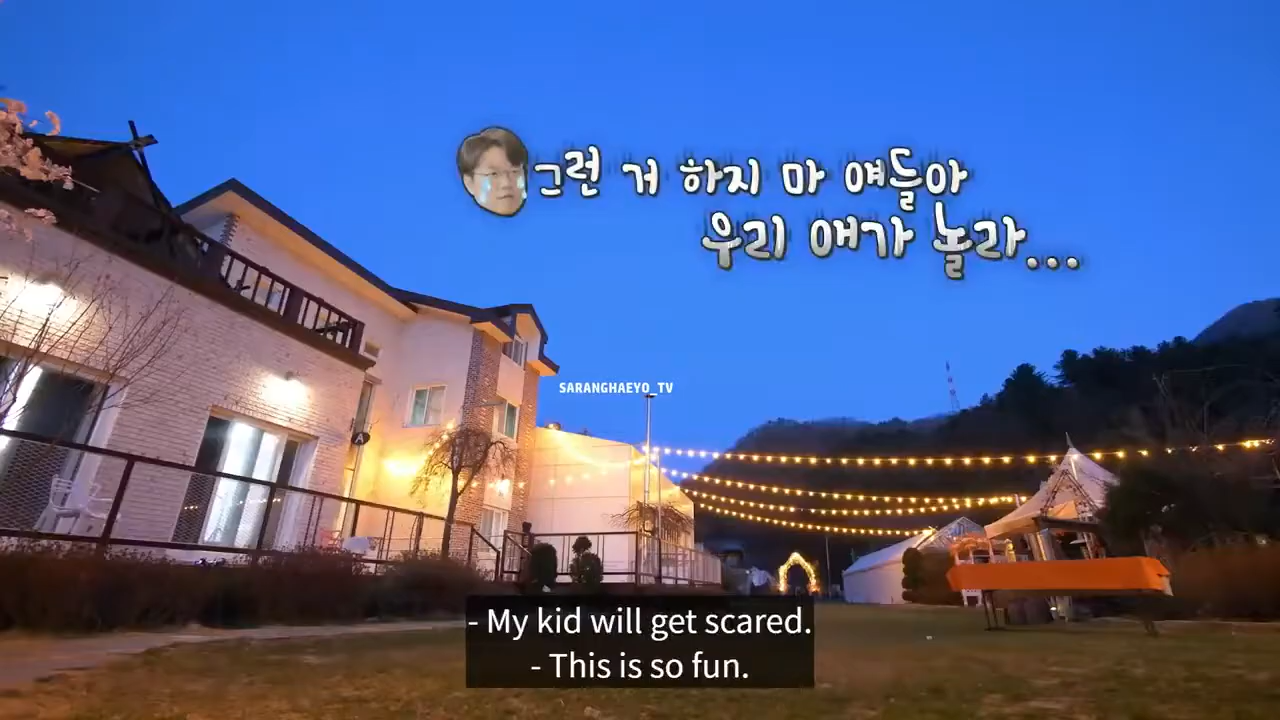 그런 거 하지 마 얘들아
우리 애가 놀라...
SARANGHAEYO_TV
A
- My kid will get scared.
- This is so fun.